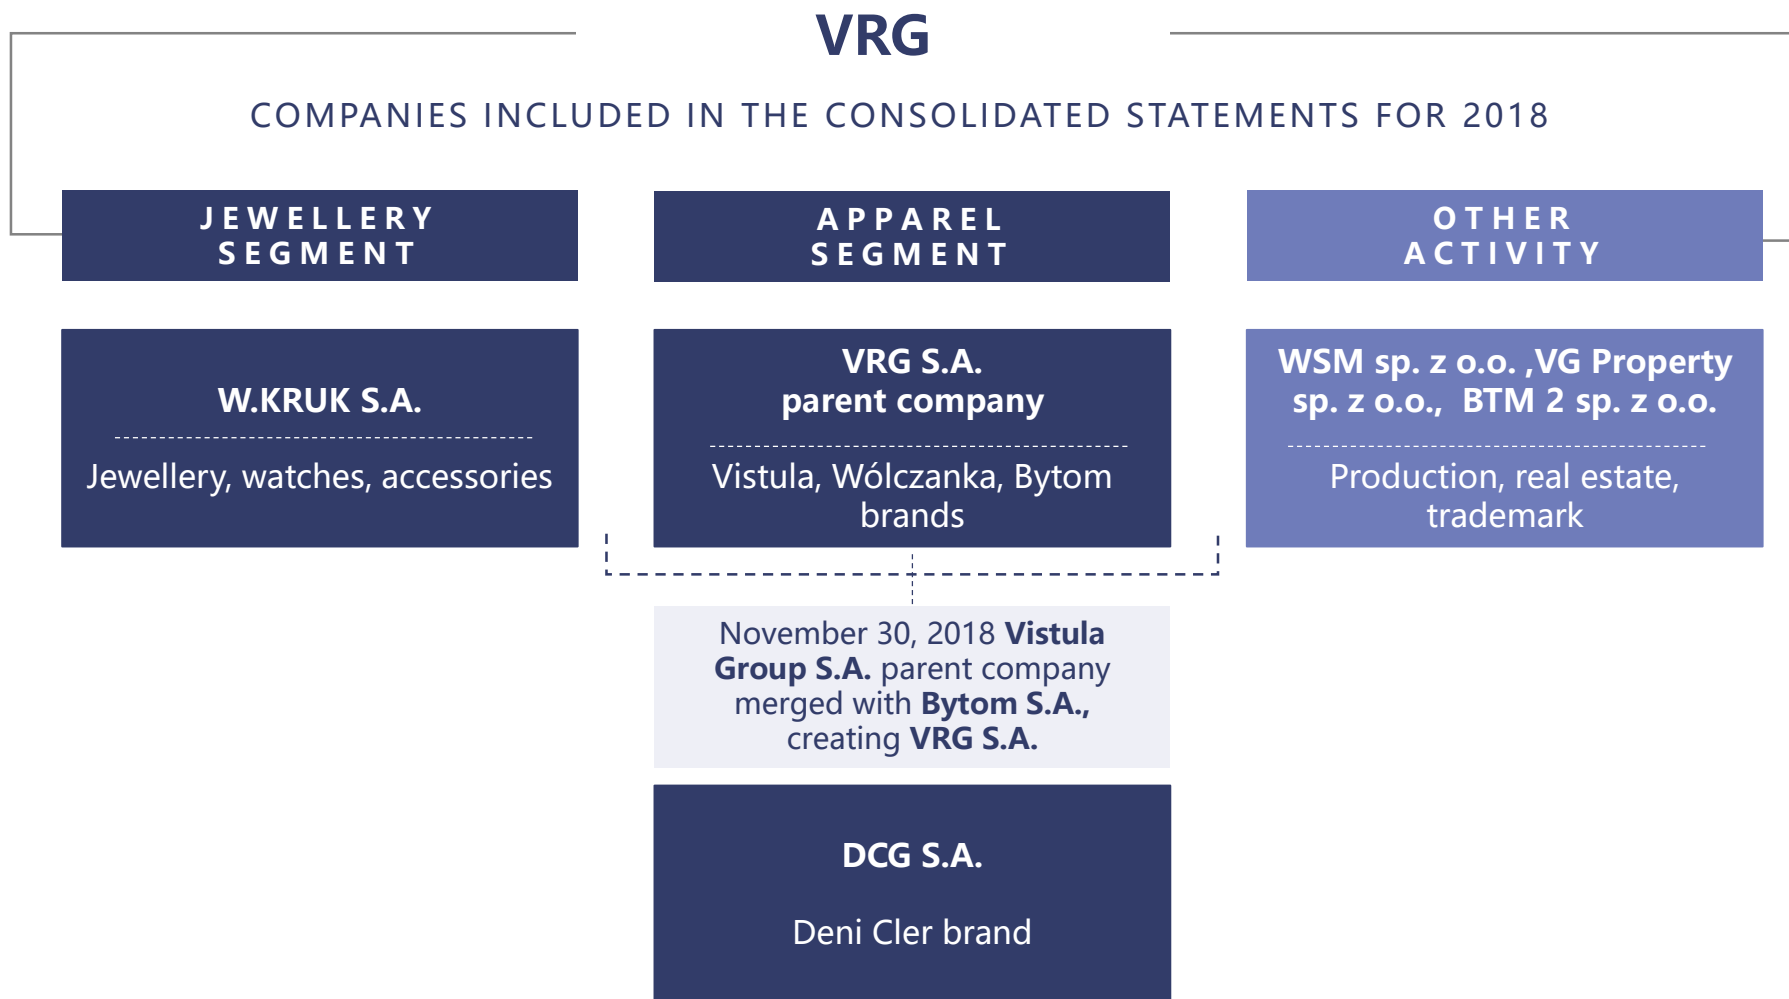 VRG
COMPANIES INCLUDED IN THE CONSOLIDATED STATEMENTS FOR 2018
JEWELLERY
SEGMENT
W.KRUK S.A.
Jewellery, watches, accessories
APPAREL
SEGMENT
VRG S.A.
parent company
Vistula, Wólczanka, Bytom
brands
November 30, 2018 Vistula
Group S.A. parent company
merged with Bytom S.A.,
creating VRG S.A.
DCG S.A.
Deni Cler brand
OTHER
ACTIVITY
WSM sp. z o.o. ,VG Property
sp. z o.o., BTM 2 sp. z o.o.
Production, real estate,
trademark